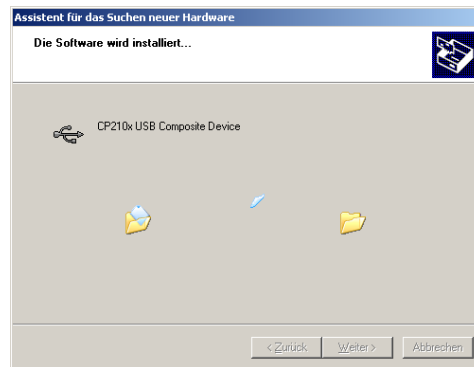 Assistent für das Suchen neuer Hardware
Die Software wird installiert...
CP210x USB Composite Device
< Zurück
Weiter >
Abbrechen